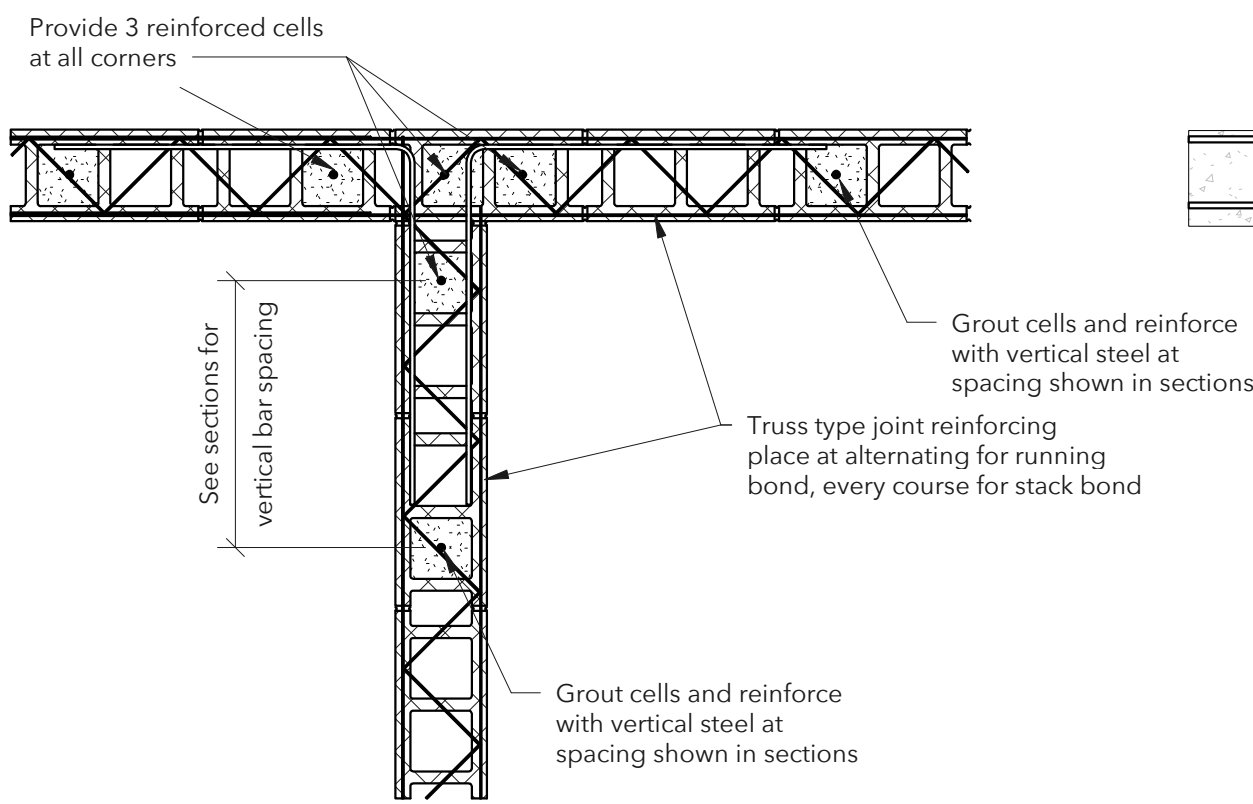 Provide 3 reinforced cells
at all corners
See sections for
vertical bar spacing
Grout cells and reinforce
with vertical steel at
spacing shown in sections
Truss type joint reinforcing
place at alternating for running
bond, every course for stack bond
Grout cells and reinforce
with vertical steel at
spacing shown in sections